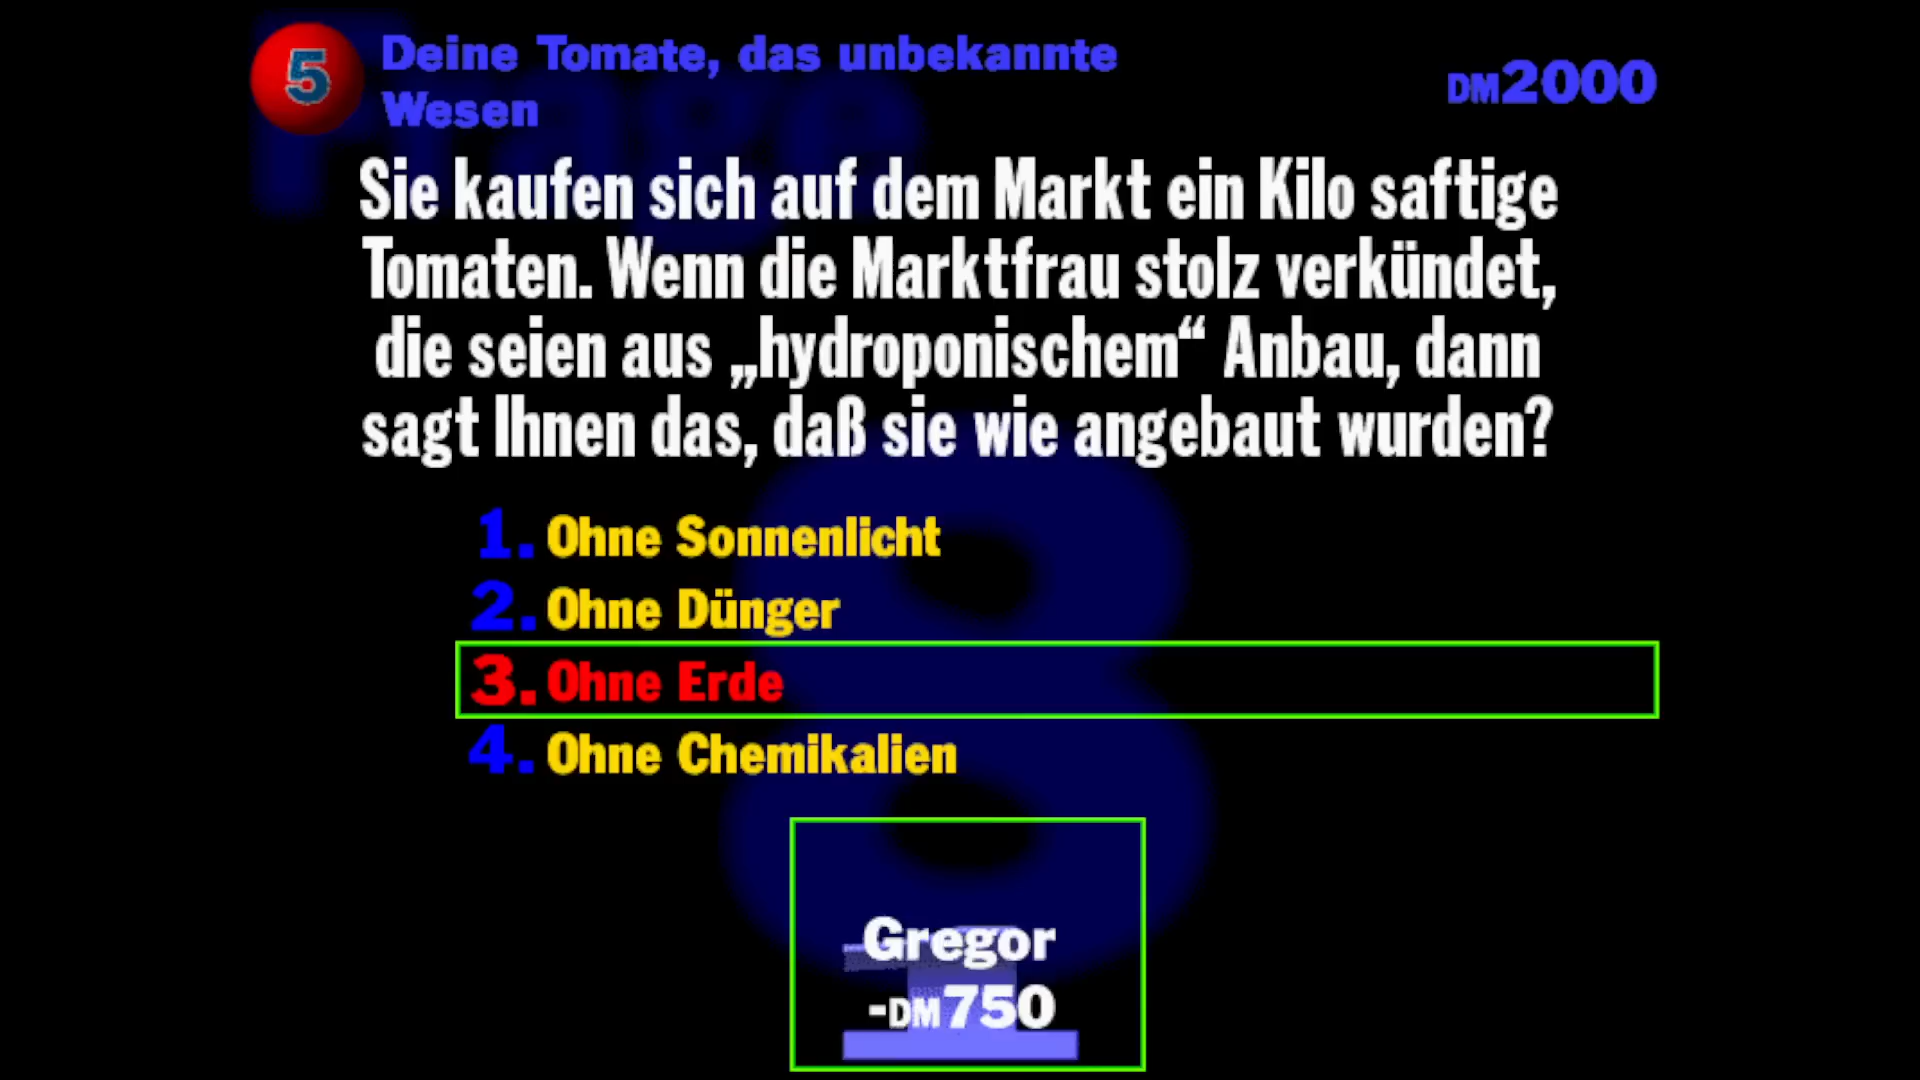 5
Deine Tomate, das unbekannte
Wesen
DM2000
Frage
Sie kaufen sich auf dem Markt ein Kilo saftige
Tomaten. Wenn die Marktfrau stolz verkündet,
die seien aus „hydroponischem“ Anbau, dann
sagt Ihnen das, daß sie wie angebaut wurden?
8
1. Ohne Sonnenlicht
2. Ohne Dünger
3. Ohne Erde
4. Ohne Chemikalien
Gregor
-DM750